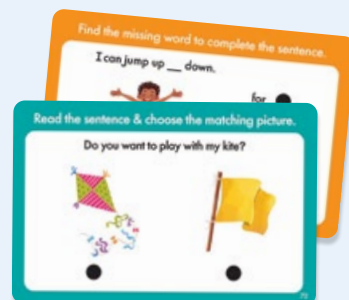 Find the missing word to complete the sentence.
I can jump up __ down.
for
Read the sentence & choose the matching picture.
Do you want to play with my kite?